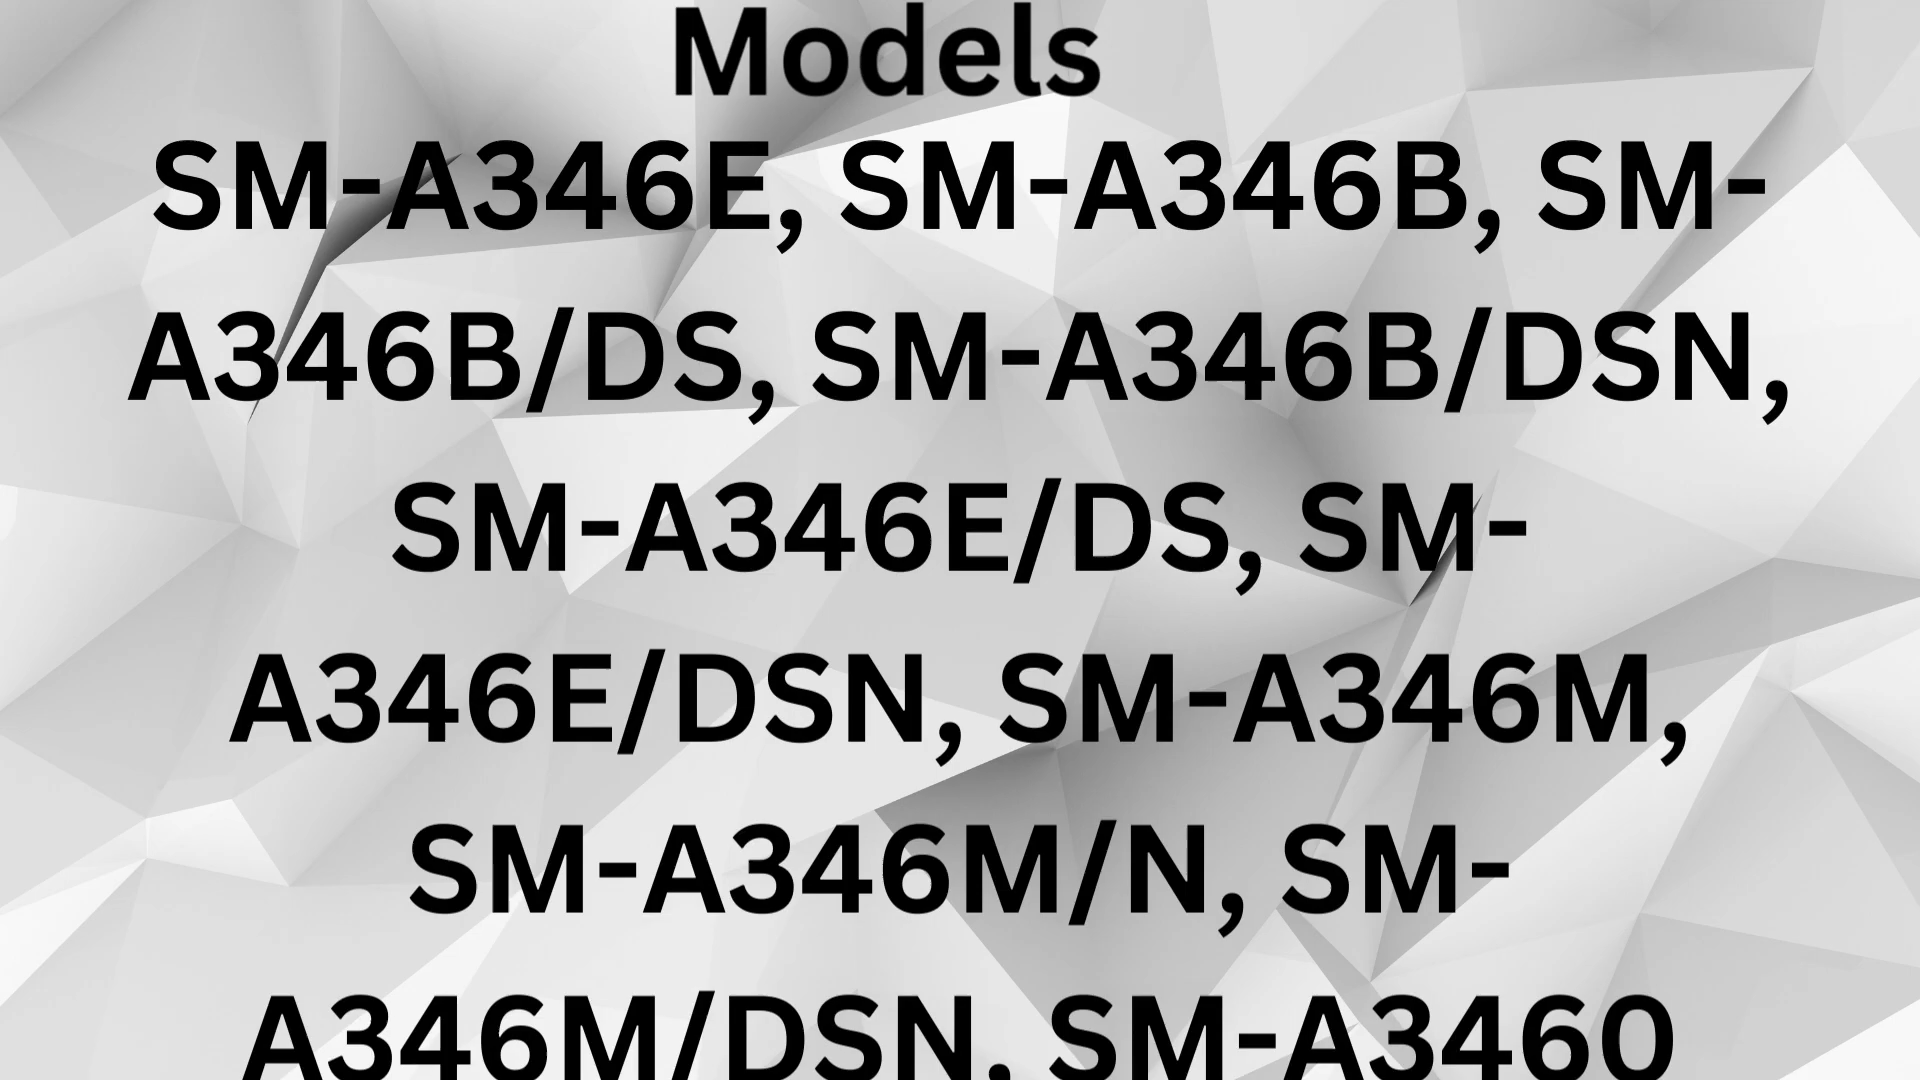 Models
SM-A346E, SM-A346B, SM-
A346B/DS, SM-A346B/DSN,
SM-A346E/DS, SM-
A346E/DSN, SM-A346M,
SM-A346M/N, SM-
A346M/DSN, SM-A3460